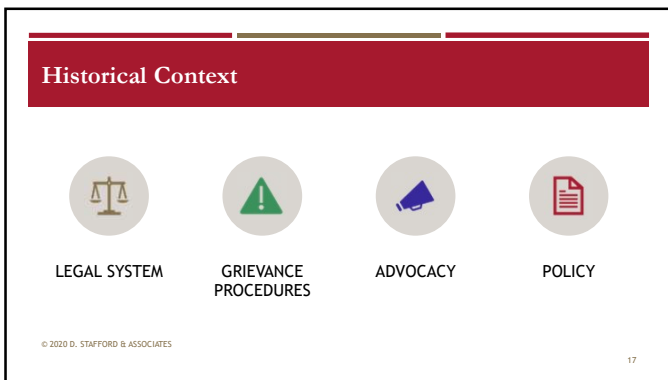 Historical Context
LEGAL SYSTEM
GRIEVANCE
PROCEDURES
ADVOCACY
POLICY
© 2020 D. STAFFORD & ASSOCIATES
17